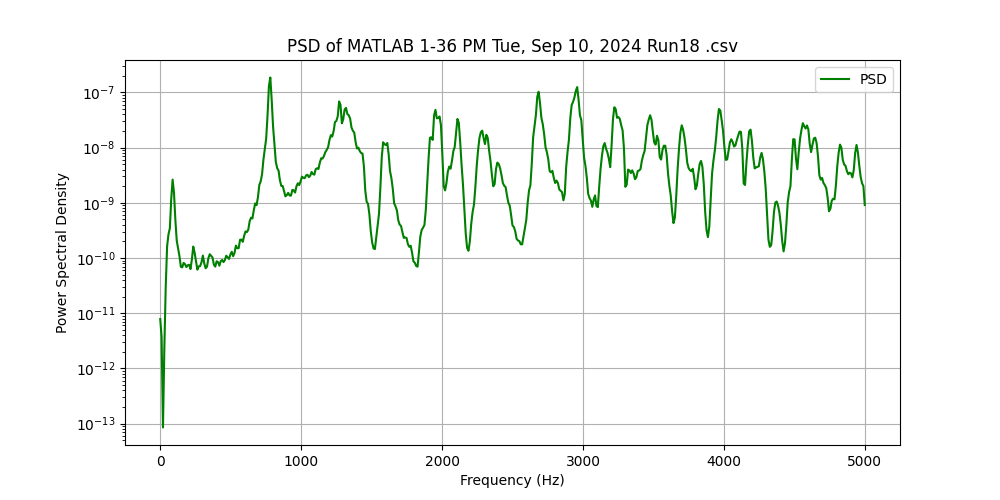 PSD of MATLAB 1-36 PM Tue, Sep 10, 2024 Run18 .csv
PSD
Power Spectral Density
10⁻⁷
10⁻⁸
10⁻⁹
10⁻¹⁰
10⁻¹¹
10⁻¹²
10⁻¹³
0 1000 2000 3000 4000 5000
Frequency (Hz)